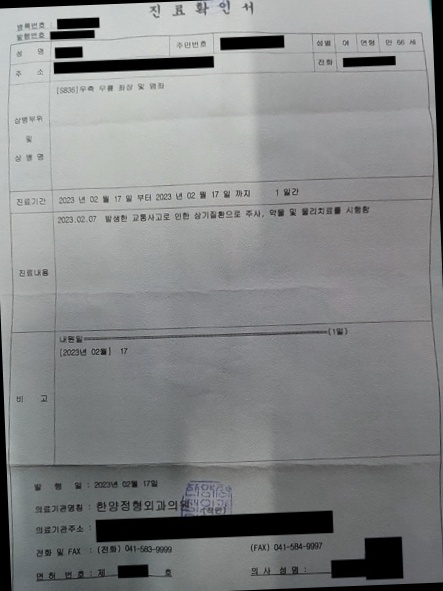 진료확인서
병록번호 :
발행번호 :
성 명 주민번호 성별 여 연령 만 66 세
주 소 전화
상병부위 및 상 병 명 [S836]우측 무릎 좌상 및 염좌
진료기간 2023 년 02 월 17 일 부터 2023 년 02 월 17 일 까지 1 일간
진료내용 2023.02.07 발생한 교통사고로 인한 상기질환으로 주사, 약물 및 물리치료를 시행함
비 고 내원일 (1일)
[2023년 02월] 17
발 행 일 : 2023년 02월 17일
의료기관명칭 : 한양정형외과의원 (직인)
의료기관주소 :
전화 및 FAX : (전화) 041-583-9999 (FAX) 041-584-9997
면허 번호 : 제 호 의 사 성 명 :